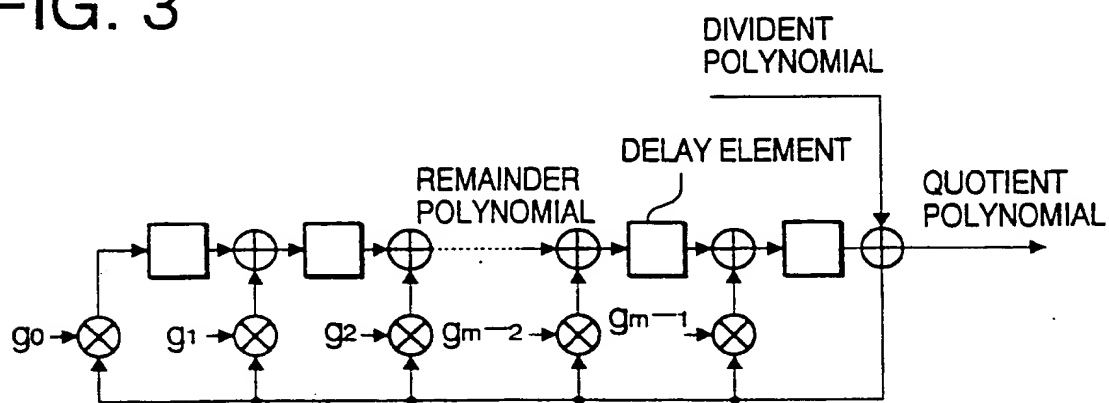 FIG. 3
DIVIDENT
POLYNOMIAL
DELAY ELEMENT
REMAINDER
POLYNOMIAL
QUOTIENT
POLYNOMIAL
g0
g1
g2
gm-2
gm-1